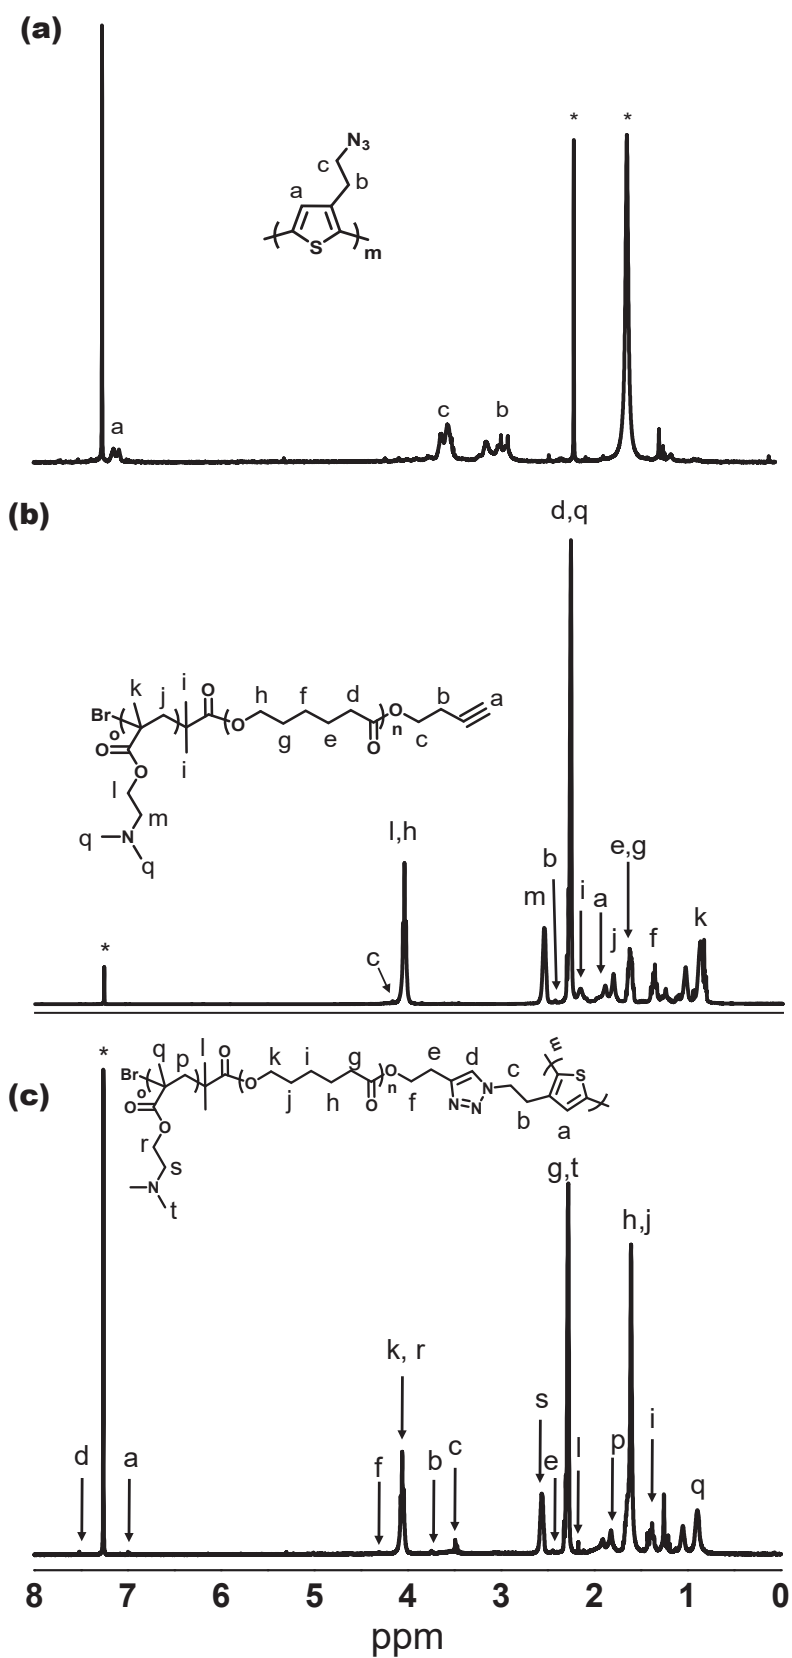 (a)
* *
N3
c
b
a
S
m
a
c
b
(b)
d,q
k
j
i
O
h
f
d
b
a
Br
o
O
n
O
g
e
O
c
O
O
i
l
m
q
N
q
l,h
b
e,g
m
i
a
j
f
k
c
*
(c)
*
q
p
l
O
k
i
g
O
e
d
c
m
S
Br
o
O
n
N
O
j
h
O
f
N=N
b
a
O
O
r
s
N
t
g,t
h,j
k, r
s
i
d
a
f
b
c
e
l
p
q
8 7 6 5 4 3 2 1 0
ppm